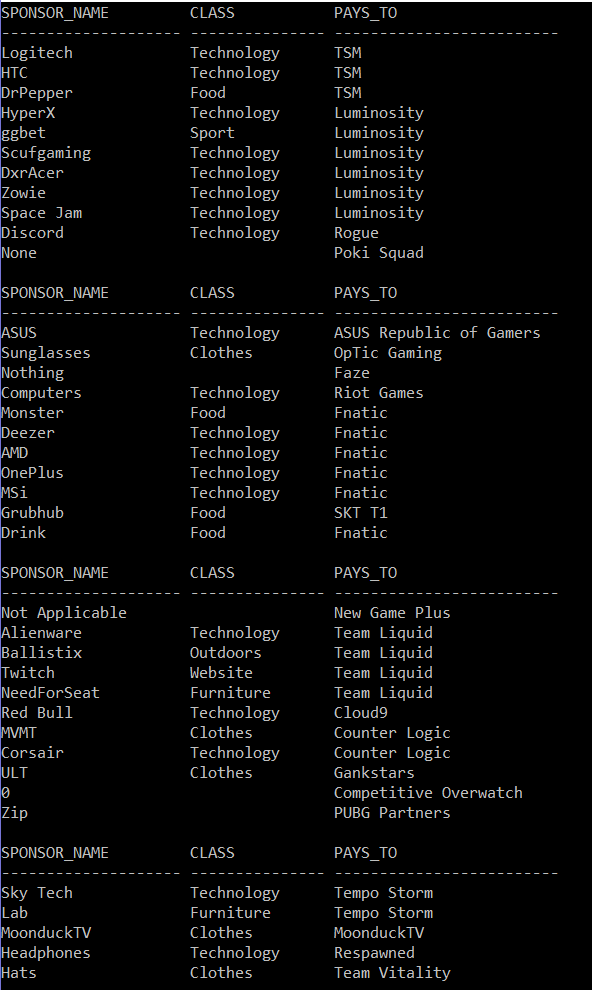 SPONSOR_NAME         CLASS           PAYS_TO
-------------------- --------------- -------------------------
Logitech             Technology      TSM
HTC                  Technology      TSM
DrPepper             Food            TSM
HyperX               Technology      Luminosity
ggbet                Sport           Luminosity
Scufgaming           Technology      Luminosity
DxrAcer              Technology      Luminosity
Zowie                Technology      Luminosity
Space Jam            Technology      Luminosity
Discord              Technology      Rogue
None                                 Poki Squad

SPONSOR_NAME         CLASS           PAYS_TO
-------------------- --------------- -------------------------
ASUS                 Technology      ASUS Republic of Gamers
Sunglasses           Clothes         OpTic Gaming
Nothing                              Faze
Computers            Technology      Riot Games
Monster              Food            Fnatic
Deezer               Technology      Fnatic
AMD                  Technology      Fnatic
OnePlus              Technology      Fnatic
MSi                  Technology      Fnatic
Grubhub              Food            SKT T1
Drink                Food            Fnatic

SPONSOR_NAME         CLASS           PAYS_TO
-------------------- --------------- -------------------------
Not Applicable                       New Game Plus
Alienware            Technology      Team Liquid
Ballistix            Outdoors        Team Liquid
Twitch               Website         Team Liquid
NeedForSeat          Furniture       Team Liquid
Red Bull             Technology      Cloud9
MVMT                 Clothes         Counter Logic
Corsair              Technology      Counter Logic
ULT                  Clothes         Gankstars
0                                    Competitive Overwatch
Zip                                  PUBG Partners

SPONSOR_NAME         CLASS           PAYS_TO
-------------------- --------------- -------------------------
Sky Tech             Technology      Tempo Storm
Lab                  Furniture       Tempo Storm
MoonduckTV           Clothes         MoonduckTV
Headphones           Technology      Respawned
Hats                 Clothes         Team Vitality